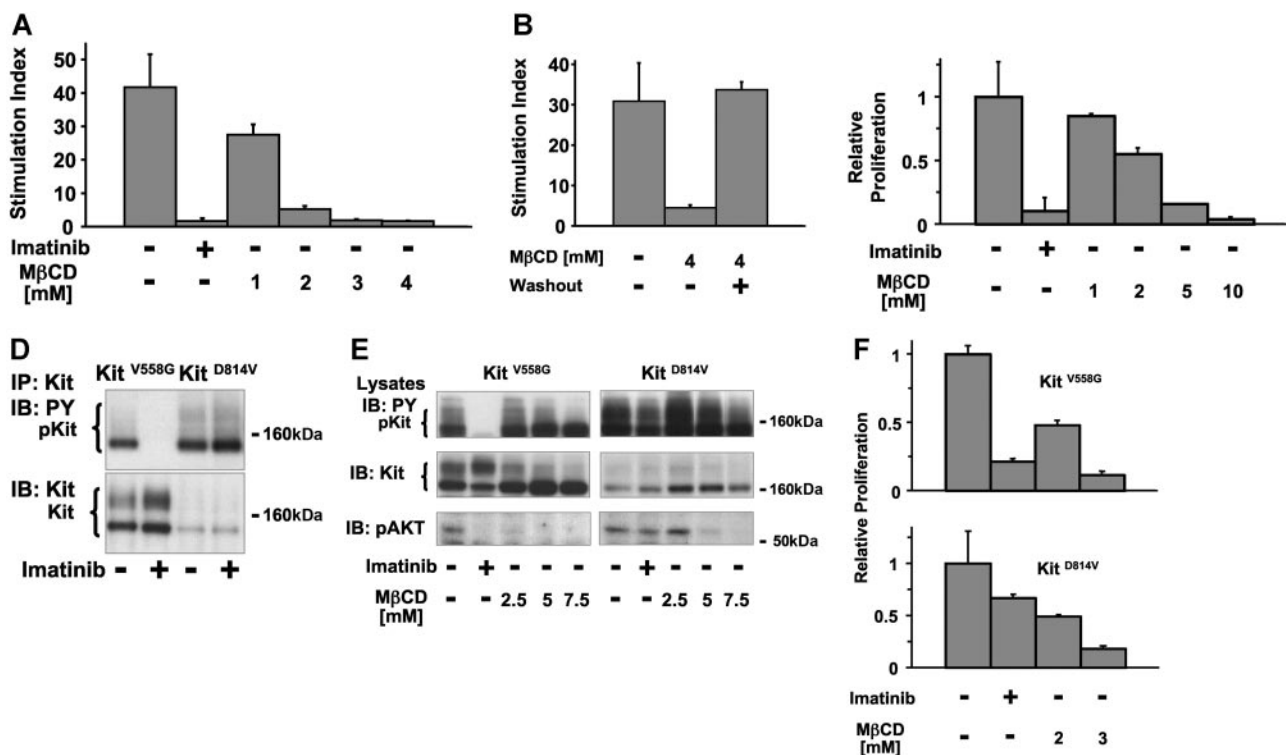 A
Stimulation Index
50
40
30
20
10
0
Imatinib - + - - - -
MβCD [mM] - - 1 2 3 4
B
Stimulation Index
40
30
20
10
0
MβCD [mM] - 4 4
Washout - - +
Relative Proliferation
1
0.5
0
Imatinib - + - - - -
MβCD [mM] - - 1 2 5 10
D
IP: Kit
Kit V558G Kit D814V
IB: PY
pKit
- 160kDa
IB: Kit
Kit
- 160kDa
Imatinib - + - +
E
Lysates
Kit V558G Kit D814V
IB: PY
pKit
- 160kDa
IB: Kit
- 160kDa
IB: pAKT
- 50kDa
Imatinib - + - - - - + - - -
MβCD [mM] - - 2.5 5 7.5 - - 2.5 5 7.5
F
Relative Proliferation
1
0.5
0
Kit V558G
1
0.5
0
Kit D814V
Imatinib - + - -
MβCD [mM] - - 2 3